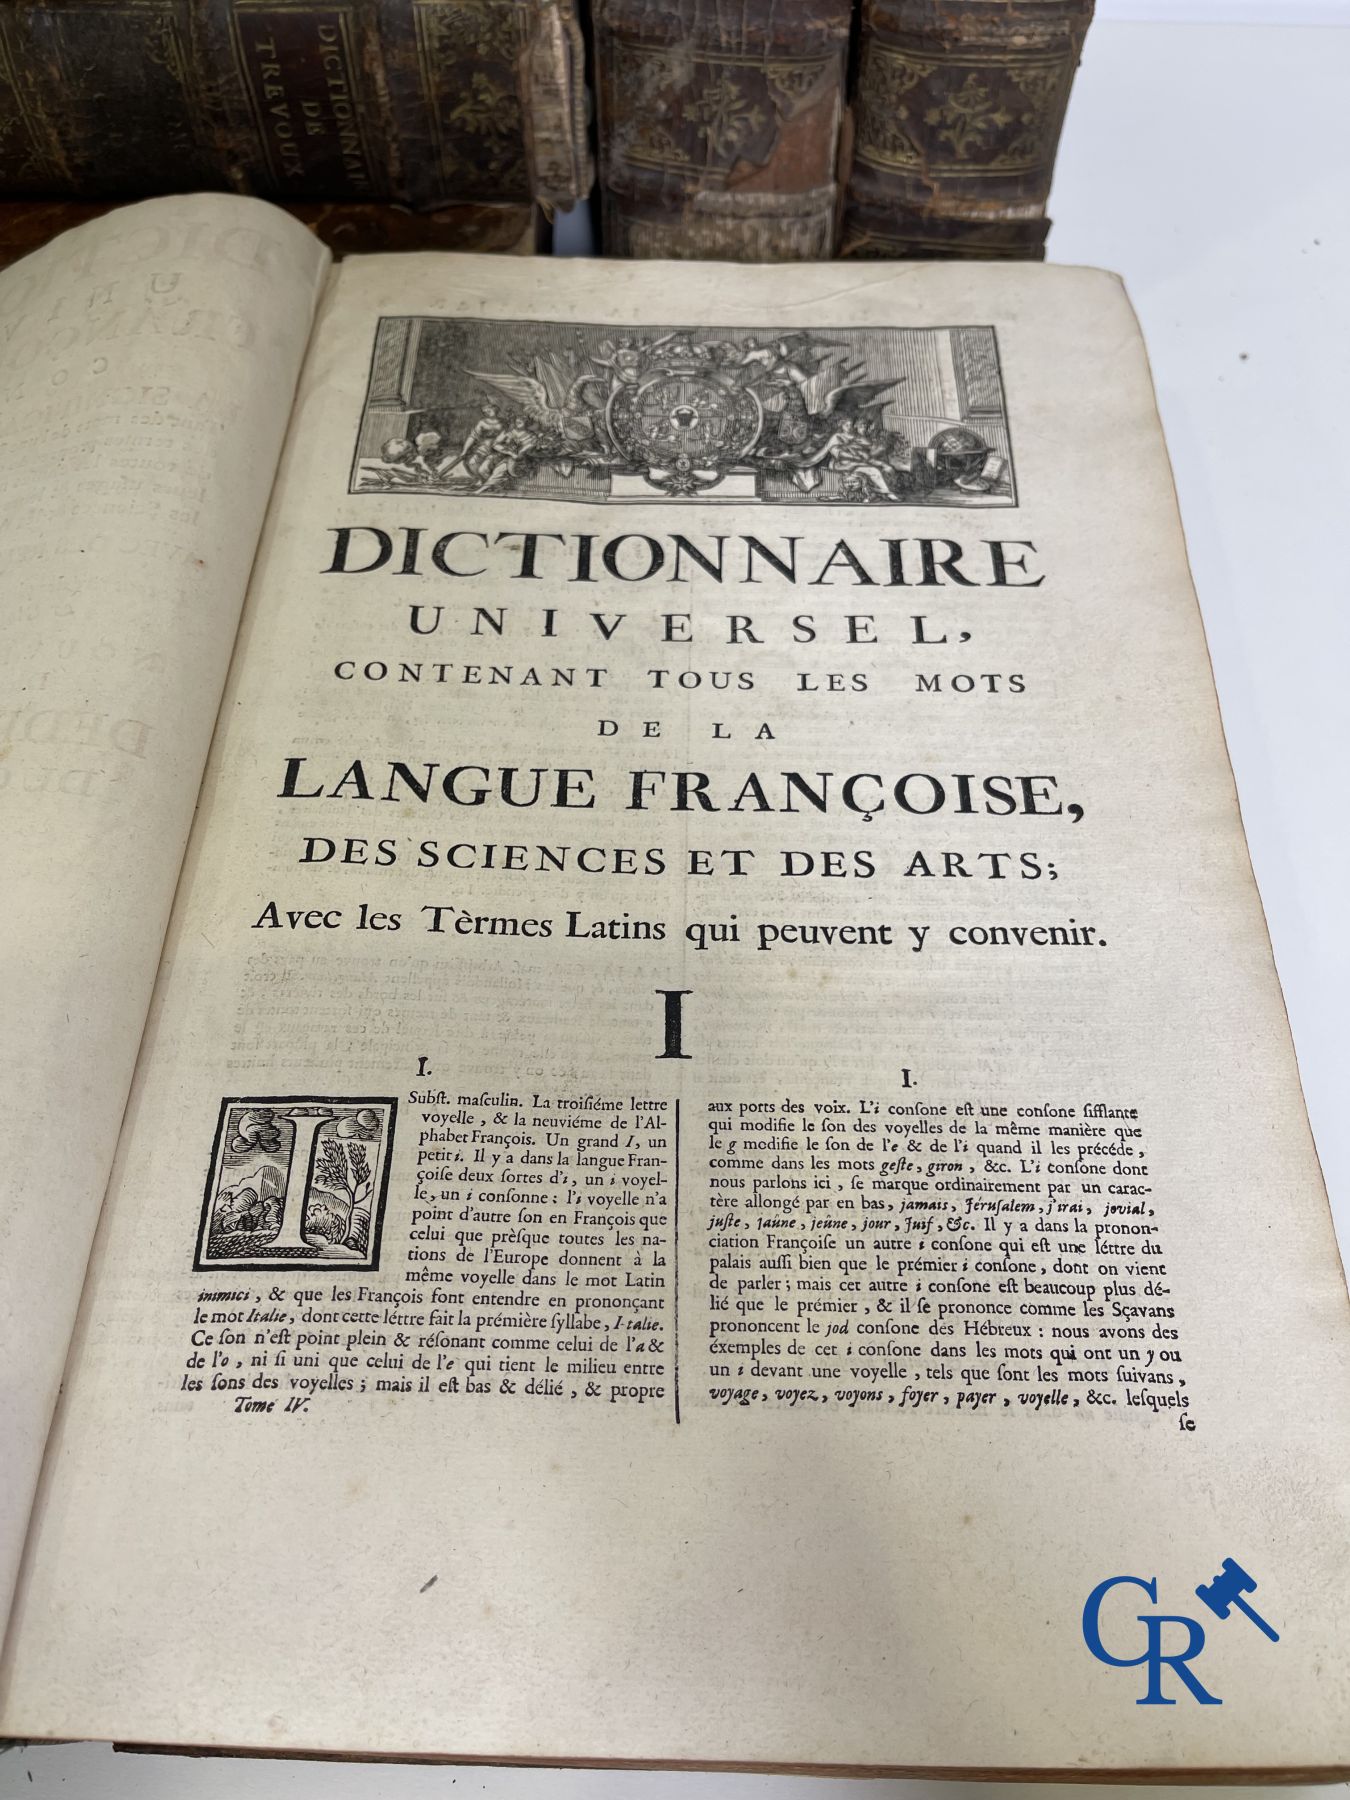 DICTIONNAIRE
DE
TREVOUX
DICTIONNAIRE
UNIVERSEL,
CONTENANT TOUS LES MOTS
DE LA
LANGUE FRANÇOISE,
DES SCIENCES ET DES ARTS;
Avec les Tèrmes Latins qui peuvent y convenir.
I
I.
Subſt. maſculin. La troiſiéme lettre
voyelle, & la neuviéme de l'Al-
phabet François. Un grand I, un
petit i. Il y a dans la langue Fran-
çoiſe deux ſortes d'i, un i voyel-
le, un i conſonne: l'i voyelle n'a
point d'autre ſon en François que
celui que prèſque toutes les na-
tions de l'Europe donnent à la
même voyelle dans le mot Latin
inimici, & que les François font entendre en prononçant
le mot Italie, dont cette léttre fait la prémière ſyllabe, I-talie.
Ce ſon n'eſt point plein & réſonant comme celui de l'a &
de l'o, ni ſi uni que celui de l'e qui tient le milieu entre
les ſons des voyelles; mais il eſt bas & délié, & propre
Tome IV.
I.
aux ports des voix. L'i conſone eſt une conſone ſifflante
qui modifie le ſon des voyelles de la même manière que
le g modifie le ſon de l'e & de l'i quand il les précéde,
comme dans les mots geſte, giron, &c. L'i conſone dont
nous parlons ici, ſe marque ordinairement par un carac-
tère allongé par en bas, jamais, Jéruſalem, j'irai, jovial,
juſte, jaûne, jeûne, jour, Juif, &c. Il y a dans la pronon-
ciation Françoiſe un autre i conſone qui eſt une léttre du
palais auſſi bien que le prémier i conſone, dont on vient
de parler; mais cet autre i conſone eſt beaucoup plus dé-
lié que le prémier, & il ſe prononce comme les Sçavans
prononcent le jod conſone des Hébreux: nous avons des
éxemples de cet i conſone dans les mots qui ont un y ou
un i devant une voyelle, tels que ſont les mots ſuivans,
voyage, voyez, voyons, foyer, payer, voyelle, &c. leſquels
ſe
CR